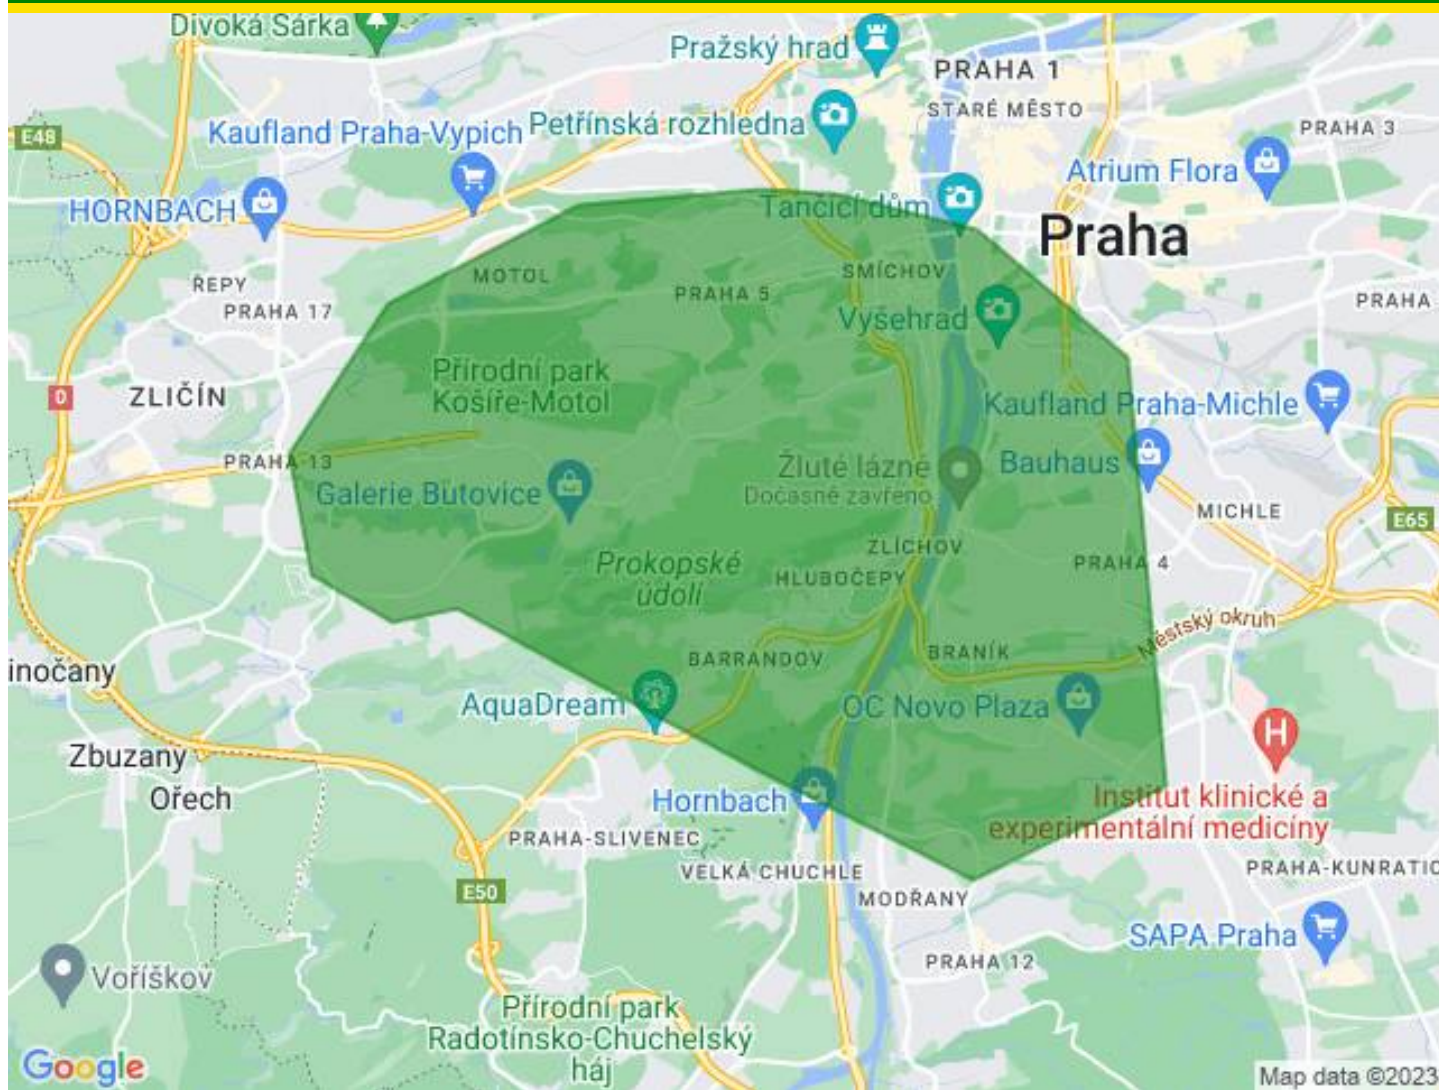 Divoká Šárka
Pražský hrad
PRAHA 1
STARÉ MĚSTO
E48
Kaufland Praha-Vypich
Petřínská rozhledna
PRAHA 3
Atrium Flora
HORNBACH
Tančící dům
Praha
ŘEPY
MOTOL
SMÍCHOV
PRAHA 5
PRAHA
PRAHA 17
Vyšehrad
Přírodní park
Košíře-Motol
0
ZLIČÍN
Kaufland Praha-Michle
PRAHA 13
Žluté lázně
Dočasně zavřeno
Bauhaus
Galerie Butovice
MICHLE
E65
ZLÍCHOV
Prokopské
údolí
HLUBOČEPY
PRAHA 4
Městský okruh
inočany
BARRANDOV
BRANÍK
AquaDream
OC Novo Plaza
H
Zbuzany
Ořech
Hornbach
Institut klinické a
experimentální medicíny
PRAHA-SLIVENEC
VELKÁ CHUCHLE
PRAHA-KUNRATIC
E50
MODŘANY
SAPA Praha
PRAHA 12
Voříškov
Přírodní park
Radotínsko-Chuchelský
háj
Google
Map data ©2023